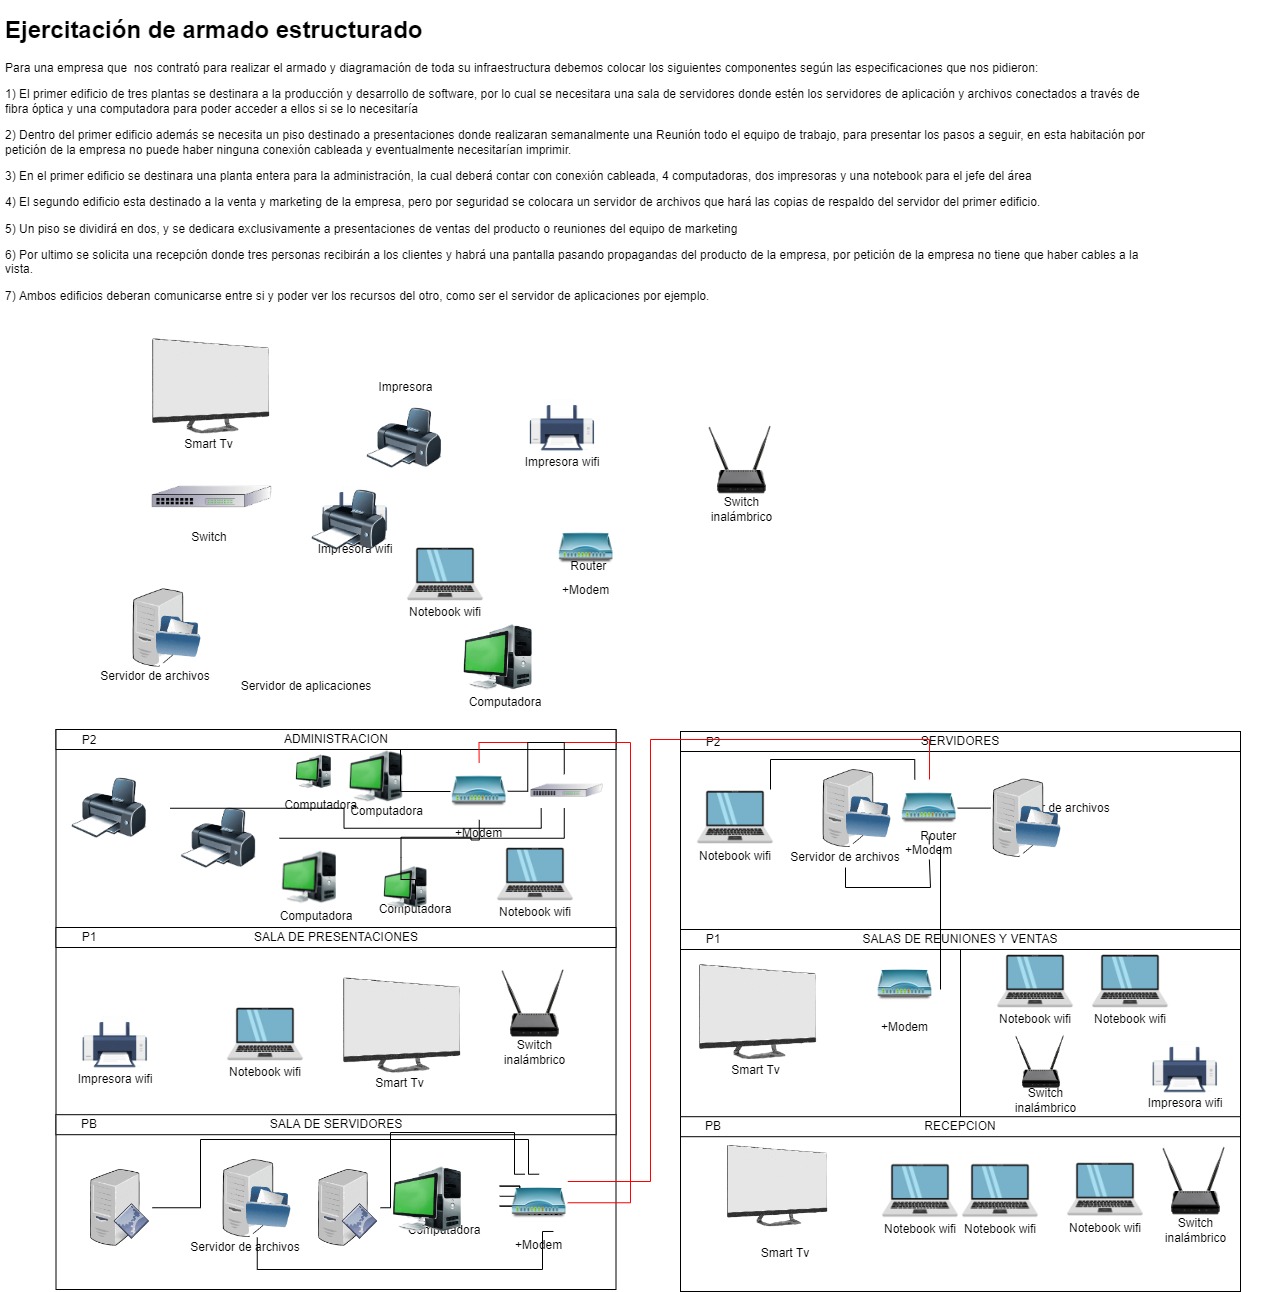 Ejercitación de armado estructurado
Para una empresa que  nos contrató para realizar el armado y diagramación de toda su infraestructura debemos colocar los siguientes componentes según las especificaciones que nos pidieron:
1) El primer edificio de tres plantas se destinara a la producción y desarrollo de software, por lo cual se necesitara una sala de servidores donde estén los servidores de aplicación y archivos conectados a través de
fibra óptica y una computadora para poder acceder a ellos si se lo necesitaría
2) Dentro del primer edificio además se necesita un piso destinado a presentaciones donde realizaran semanalmente una Reunión todo el equipo de trabajo, para presentar los pasos a seguir, en esta habitación por
petición de la empresa no puede haber ninguna conexión cableada y eventualmente necesitarían imprimir.
3) En el primer edificio se destinara una planta entera para la administración, la cual deberá contar con conexión cableada, 4 computadoras, dos impresoras y una notebook para el jefe del área
4) El segundo edificio esta destinado a la venta y marketing de la empresa, pero por seguridad se colocara un servidor de archivos que hará las copias de respaldo del servidor del primer edificio.
5) Un piso se dividirá en dos, y se dedicara exclusivamente a presentaciones de ventas del producto o reuniones del equipo de marketing
6) Por ultimo se solicita una recepción donde tres personas recibirán a los clientes y habrá una pantalla pasando propagandas del producto de la empresa, por petición de la empresa no tiene que haber cables a la
vista.
7) Ambos edificios deberan comunicarse entre si y poder ver los recursos del otro, como ser el servidor de aplicaciones por ejemplo.
Impresora
Smart Tv
Impresora wifi
Switch
inalámbrico
Switch
Impresora wifi
Router
+Modem
Notebook wifi
Servidor de archivos
Servidor de aplicaciones
Computadora
P2
ADMINISTRACION
Computadora
Computadora
+Modem
Computadora
Computadora
Notebook wifi
P1
SALA DE PRESENTACIONES
Impresora wifi
Notebook wifi
Smart Tv
Switch
inalámbrico
PB
SALA DE SERVIDORES
Servidor de archivos
Computadora
+Modem
P2
SERVIDORES
Notebook wifi
Servidor de archivos
Router
+Modem
r de archivos
P1
SALAS DE REUNIONES Y VENTAS
Smart Tv
+Modem
Notebook wifi
Notebook wifi
Switch
inalámbrico
Impresora wifi
PB
RECEPCION
Smart Tv
Notebook wifi
Notebook wifi
Notebook wifi
Switch
inalámbrico